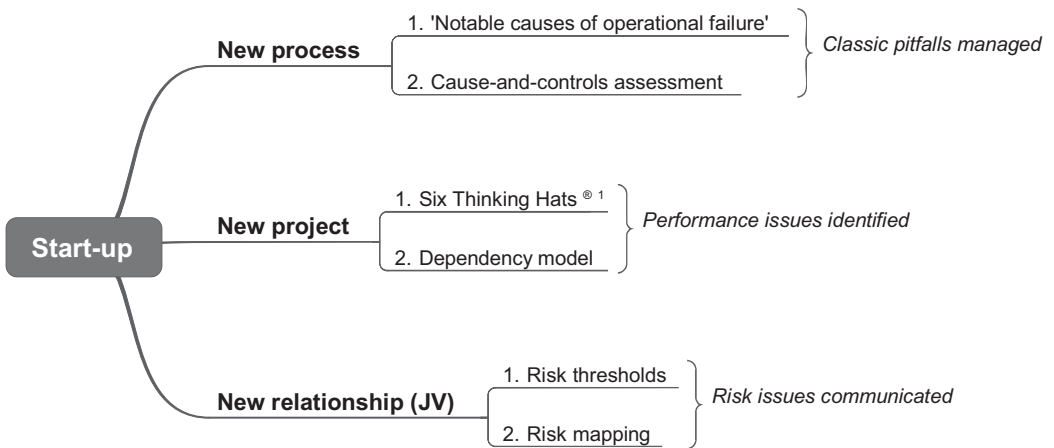 Start-up
New process
1. 'Notable causes of operational failure'
2. Cause-and-controls assessment
Classic pitfalls managed
New project
1. Six Thinking Hats ® 1
2. Dependency model
Performance issues identified
New relationship (JV)
1. Risk thresholds
2. Risk mapping
Risk issues communicated